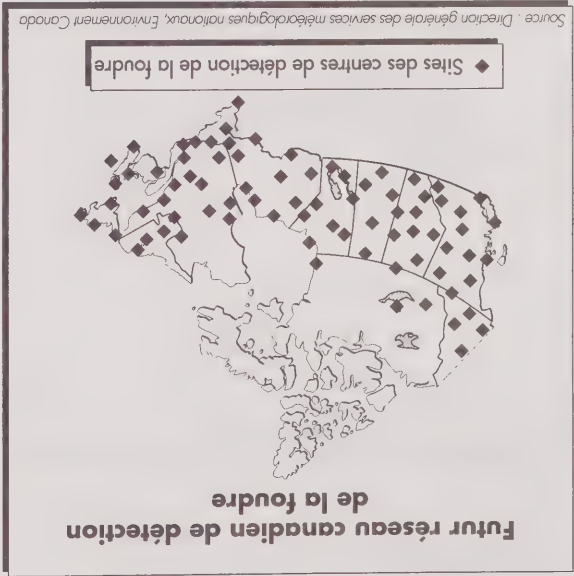 Futur réseau canadien de détection
de la foudre
Sites des centres de détection de la foudre
Source : Direction générale des services météorologiques nationaux, Environnement Canada